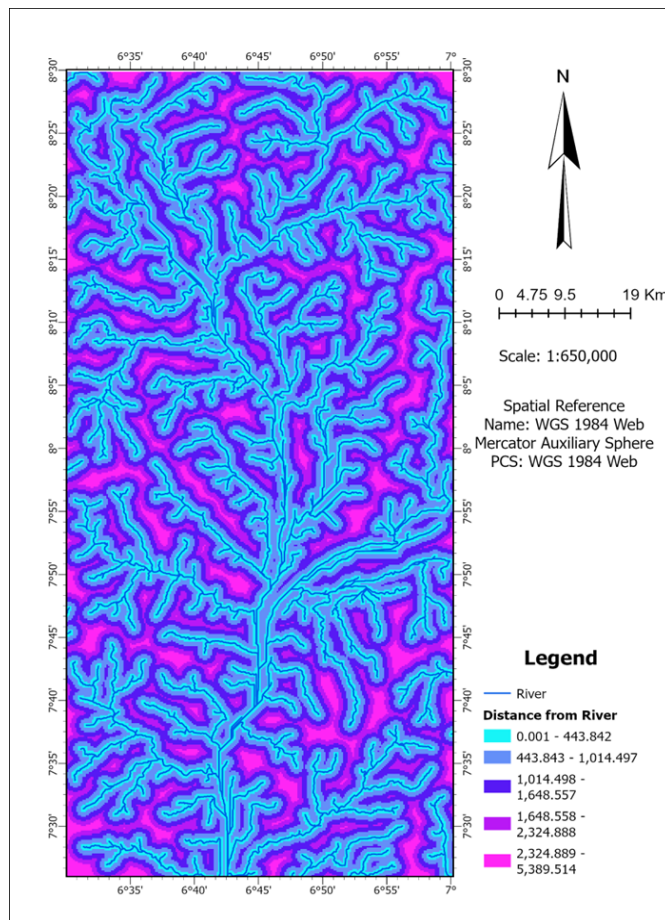 6°35' 6°40' 6°45' 6°50' 6°55' 7°
8°30'
8°25'
8°20'
8°15'
8°10'
8°5'
8°
7°55'
7°50'
7°45'
7°40'
7°35'
7°30'
8°30'
8°25'
8°20'
8°15'
8°10'
8°5'
8°
7°55'
7°50'
7°45'
7°40'
7°35'
7°30'
6°35' 6°40' 6°45' 6°50' 6°55' 7°
N
0 4.75 9.5 19 Km
Scale: 1:650,000
Spatial Reference
Name: WGS 1984 Web
Mercator Auxiliary Sphere
PCS: WGS 1984 Web
Legend
River
Distance from River
0.001 - 443.842
443.843 - 1,014.497
1,014.498 -
1,648.557
1,648.558 -
2,324.888
2,324.889 -
5,389.514